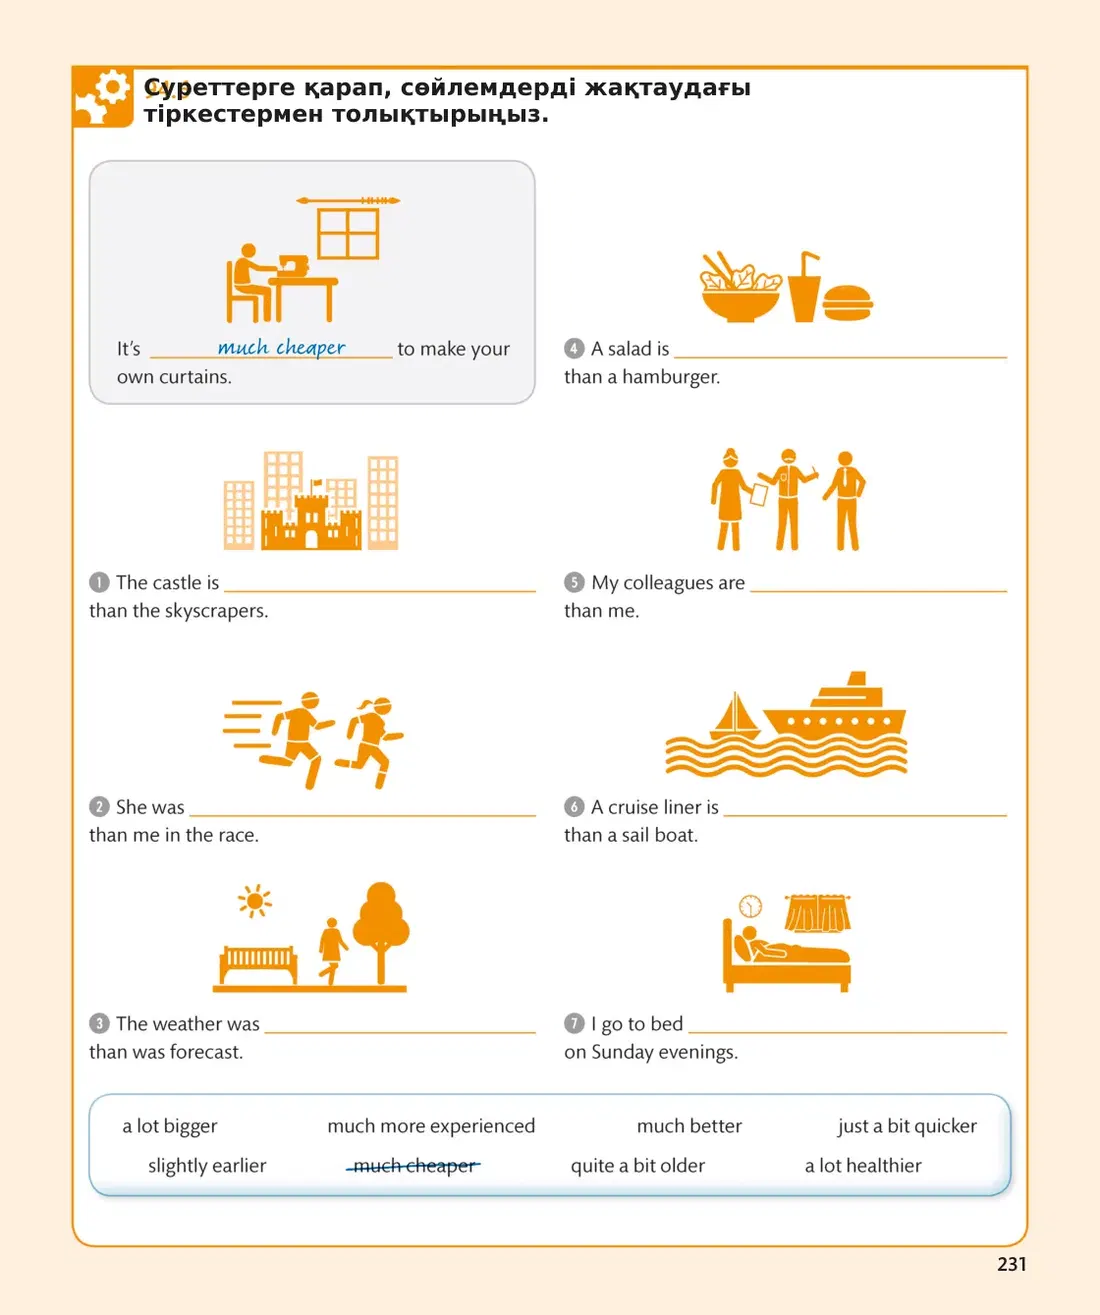 Суреттерге қарап, сөйлемдерді жақтаудағы
тіркестермен толықтырыңыз.
It's much cheaper to make your
own curtains.
1 The castle is
than the skyscrapers.
2 She was
than me in the race.
3 The weather was
than was forecast.
4 A salad is
than a hamburger.
5 My colleagues are
than me.
6 A cruise liner is
than a sail boat.
7 I go to bed
on Sunday evenings.
a lot bigger much more experienced much better just a bit quicker
slightly earlier much cheaper quite a bit older a lot healthier
231